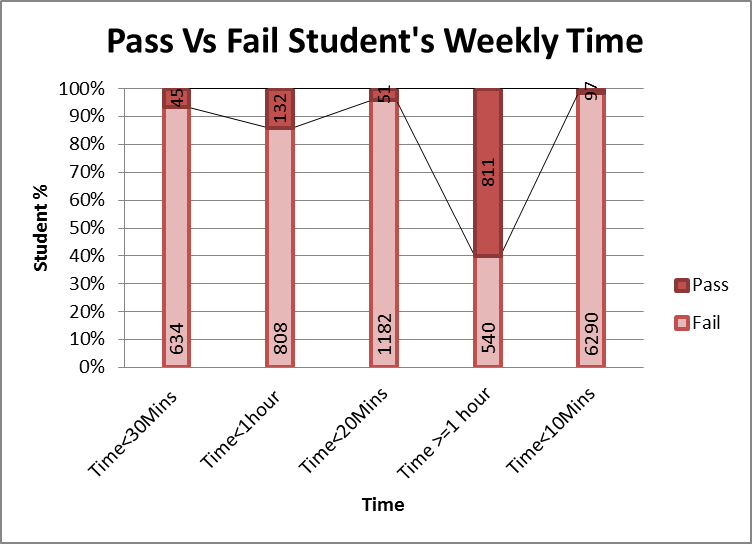 Pass Vs Fail Student's Weekly Time
100%
90%
80%
70%
60%
50%
40%
30%
20%
10%
0%
Student %
45
132
51
811
97
634
808
1182
540
6290
Pass
Fail
Time<30Mins
Time<1hour
Time<20Mins
Time >=1 hour
Time<10Mins
Time